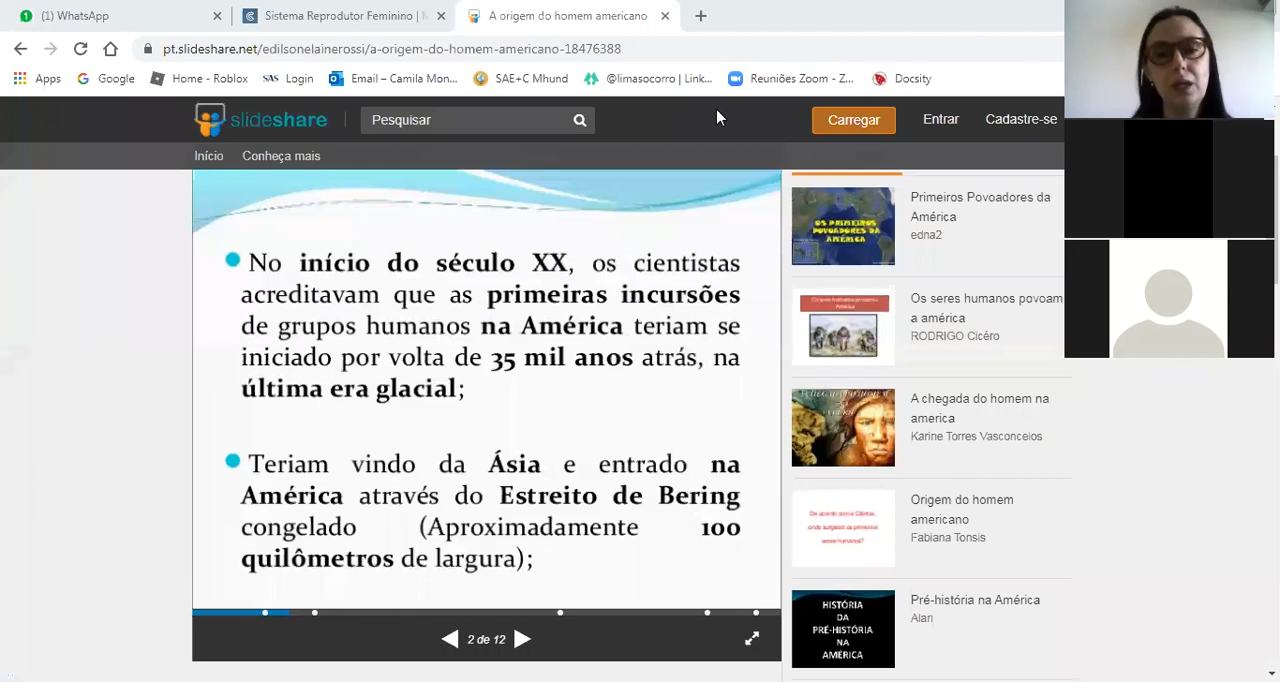 (1) WhatsApp
Sistema Reprodutor Feminino |
A origem do homem americano
pt.slideshare.net/edilsonelainerossi/a-origem-do-homem-americano-18476388
Apps Google Home - Roblox SAS Login Email – Camila Mon... SAE+C Mhund @limasocorro | Link... Reuniões Zoom - Z... Docsity
slideshare
Pesquisar
Carregar
Entrar
Cadastre-se
Início Conheça mais
No início do século XX, os cientistas
acreditavam que as primeiras incursões
de grupos humanos na América teriam se
iniciado por volta de 35 mil anos atrás, na
última era glacial;
Teriam vindo da Ásia e entrado na
América através do Estreito de Bering
congelado (Aproximadamente 100
quilômetros de largura);
2 de 12
OS PRIMEIROS
POVOADORES DA
AMÉRICA
Primeiros Povoadores da
América
edna2
Os seres humanos povoam
a américa
RODRIGO Cicéro
A chegada do homem na
america
Karine Torres Vasconcelos
Origem do homem
americano
Fabiana Tonsis
HISTÓRIA
DA
PRÉ-HISTÓRIA
NA
AMÉRICA
Pré-história na América
Alan